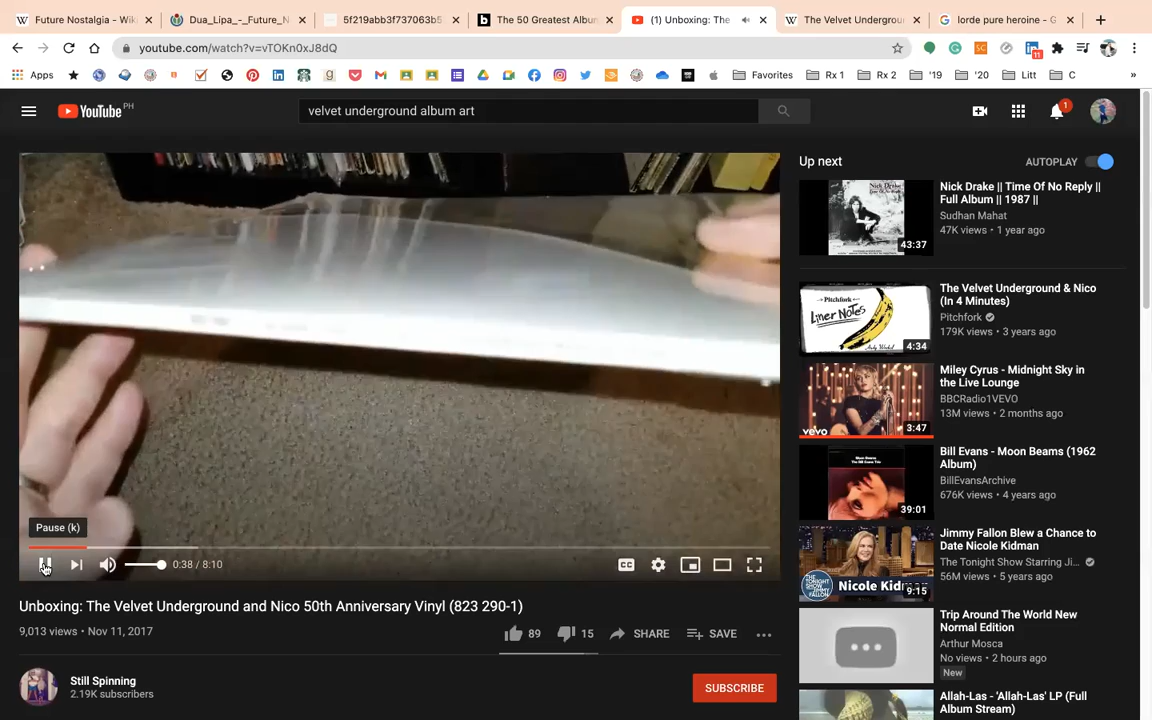 Future Nostalgia - Wiki
Dua_Lipa_-_Future_N
5f219abb3f737063b5
The 50 Greatest Album
(1) Unboxing: The
The Velvet Undergrou
lorde pure heroine - G
youtube.com/watch?v=vTOKn0xJ8dQ
11
Apps
Favorites
Rx 1
Rx 2
'19
'20
Litt
C
»
YouTube PH
velvet underground album art
1
Up next
AUTOPLAY
Nick Drake || Time Of No Reply ||
Full Album || 1987 ||
Sudhan Mahat
47K views • 1 year ago
43:37
The Velvet Underground & Nico
(In 4 Minutes)
Pitchfork
179K views • 3 years ago
Pitchfork
Liner Notes
4:34
Miley Cyrus - Midnight Sky in
the Live Lounge
BBCRadio1VEVO
13M views • 2 months ago
vevo
3:47
Bill Evans - Moon Beams (1962
Album)
BillEvansArchive
676K views • 4 years ago
39:01
Jimmy Fallon Blew a Chance to
Date Nicole Kidman
The Tonight Show Starring Ji...
56M views • 5 years ago
Nicole Kid
9:15
Trip Around The World New
Normal Edition
Arthur Mosca
No views • 2 hours ago
New
Allah-Las - 'Allah-Las' LP (Full
Album Stream)
Pause (k)
0:38 / 8:10
CC
Unboxing: The Velvet Underground and Nico 50th Anniversary Vinyl (823 290-1)
9,013 views • Nov 11, 2017
89
15
SHARE
SAVE
Still Spinning
2.19K subscribers
SUBSCRIBE